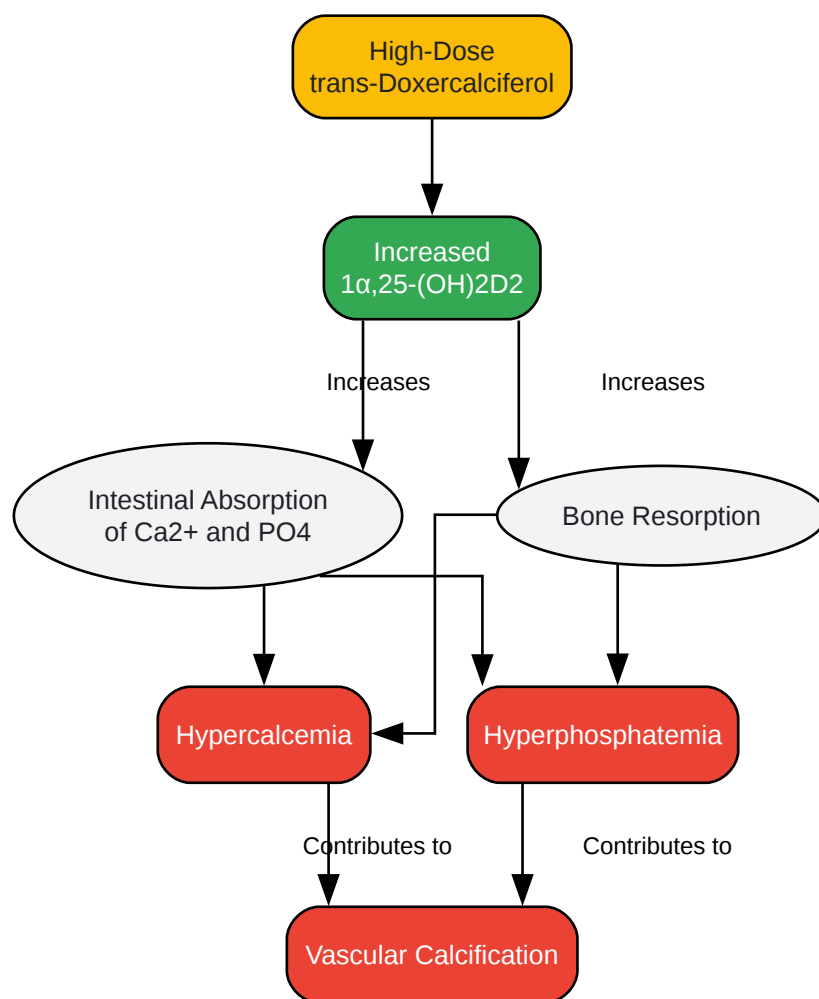 High-Dose
trans-Doxercalciferol
Increased
1α,25-(OH)2D2
Increases
Increases
Intestinal Absorption
of Ca2+ and PO4
Bone Resorption
Hypercalcemia
Hyperphosphatemia
Contributes to
Contributes to
Vascular Calcification